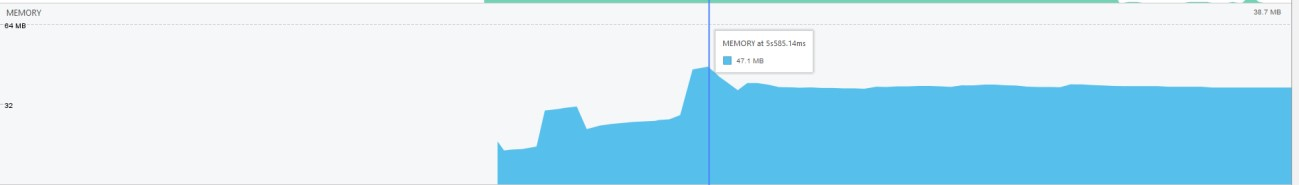 MEMORY
38.7 MB
64 MB
MEMORY at 5s585.14ms
47.1 MB
32